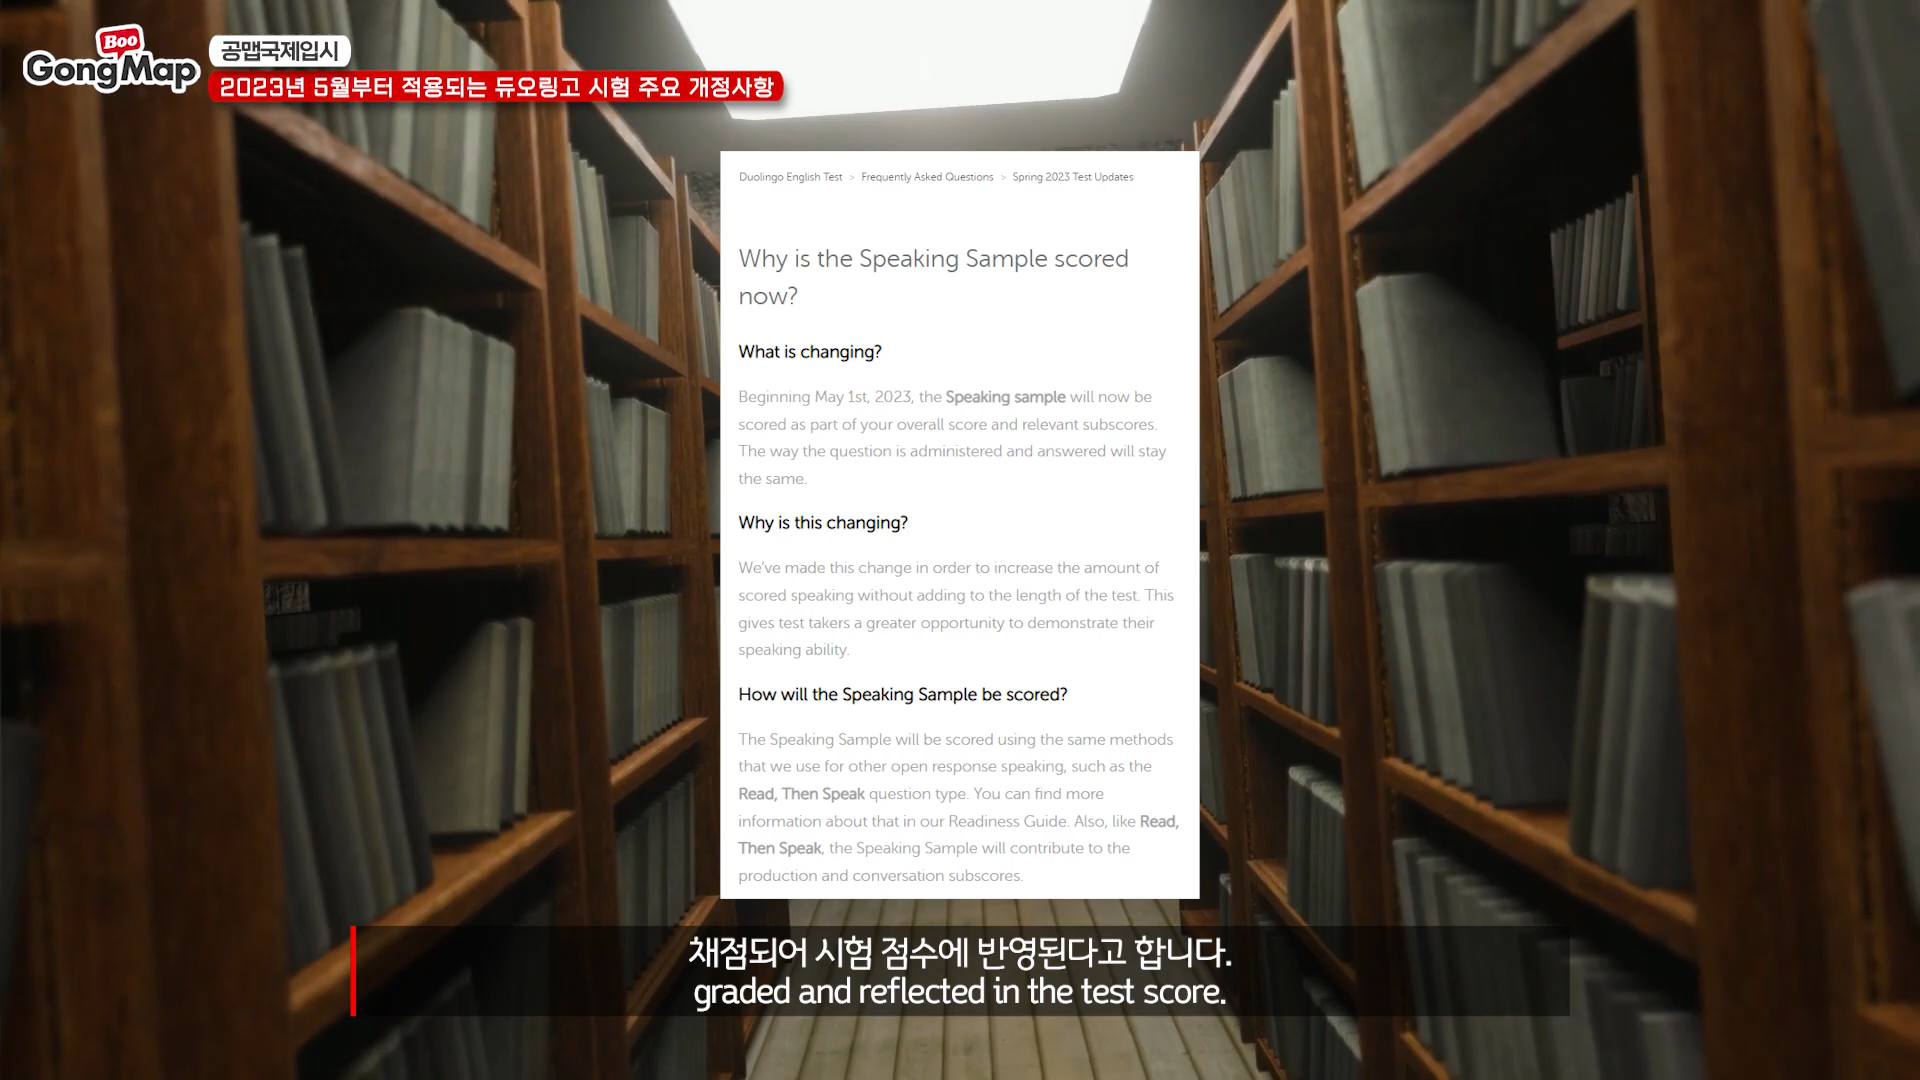 Boo
GongMap
공맵국제입시
2023년 5월부터 적용되는 듀오링고 시험 주요 개정사항
Duolingo English Test > Frequently Asked Questions > Spring 2023 Test Updates
Why is the Speaking Sample scored
now?
What is changing?
Beginning May 1st, 2023, the Speaking sample will now be
scored as part of your overall score and relevant subscores.
The way the question is administered and answered will stay
the same.
Why is this changing?
We've made this change in order to increase the amount of
scored speaking without adding to the length of the test. This
gives test takers a greater opportunity to demonstrate their
speaking ability.
How will the Speaking Sample be scored?
The Speaking Sample will be scored using the same methods
that we use for other open response speaking, such as the
Read, Then Speak question type. You can find more
information about that in our Readiness Guide. Also, like Read,
Then Speak, the Speaking Sample will contribute to the
production and conversation subscores.
채점되어 시험 점수에 반영된다고 합니다.
graded and reflected in the test score.